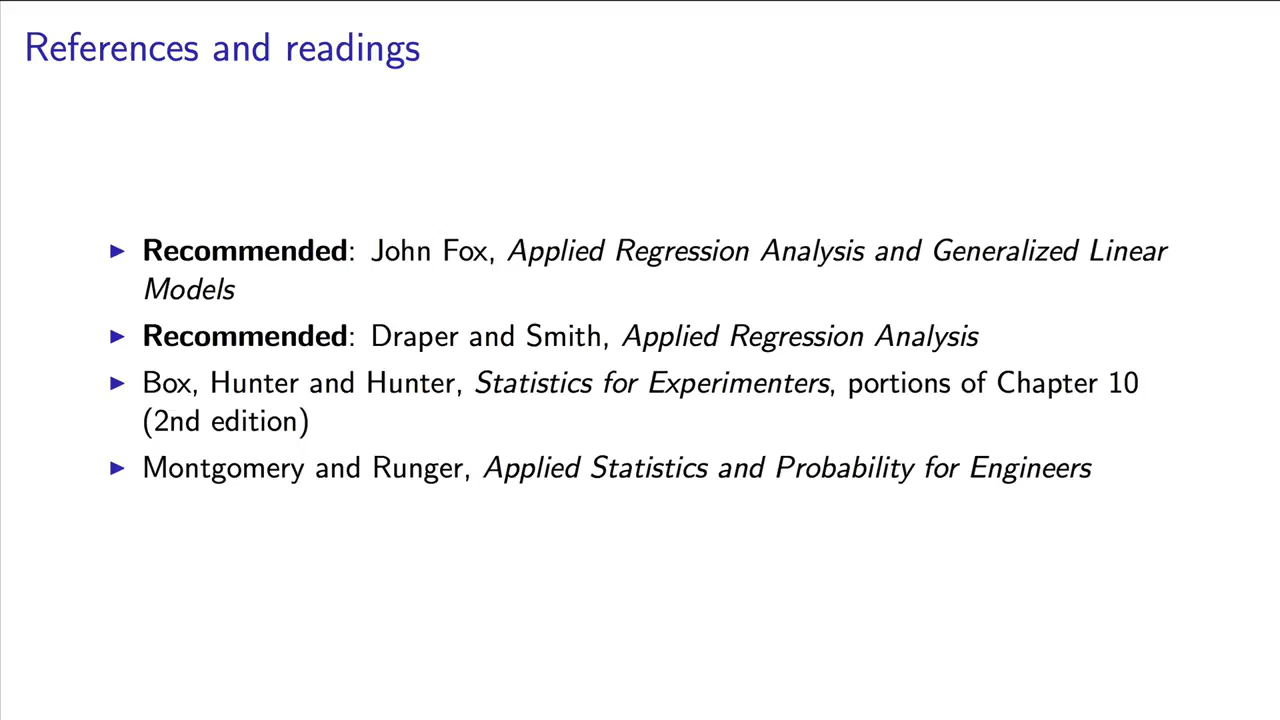 References and readings
▶ Recommended: John Fox, Applied Regression Analysis and Generalized Linear
Models
▶ Recommended: Draper and Smith, Applied Regression Analysis
▶ Box, Hunter and Hunter, Statistics for Experimenters, portions of Chapter 10
(2nd edition)
▶ Montgomery and Runger, Applied Statistics and Probability for Engineers